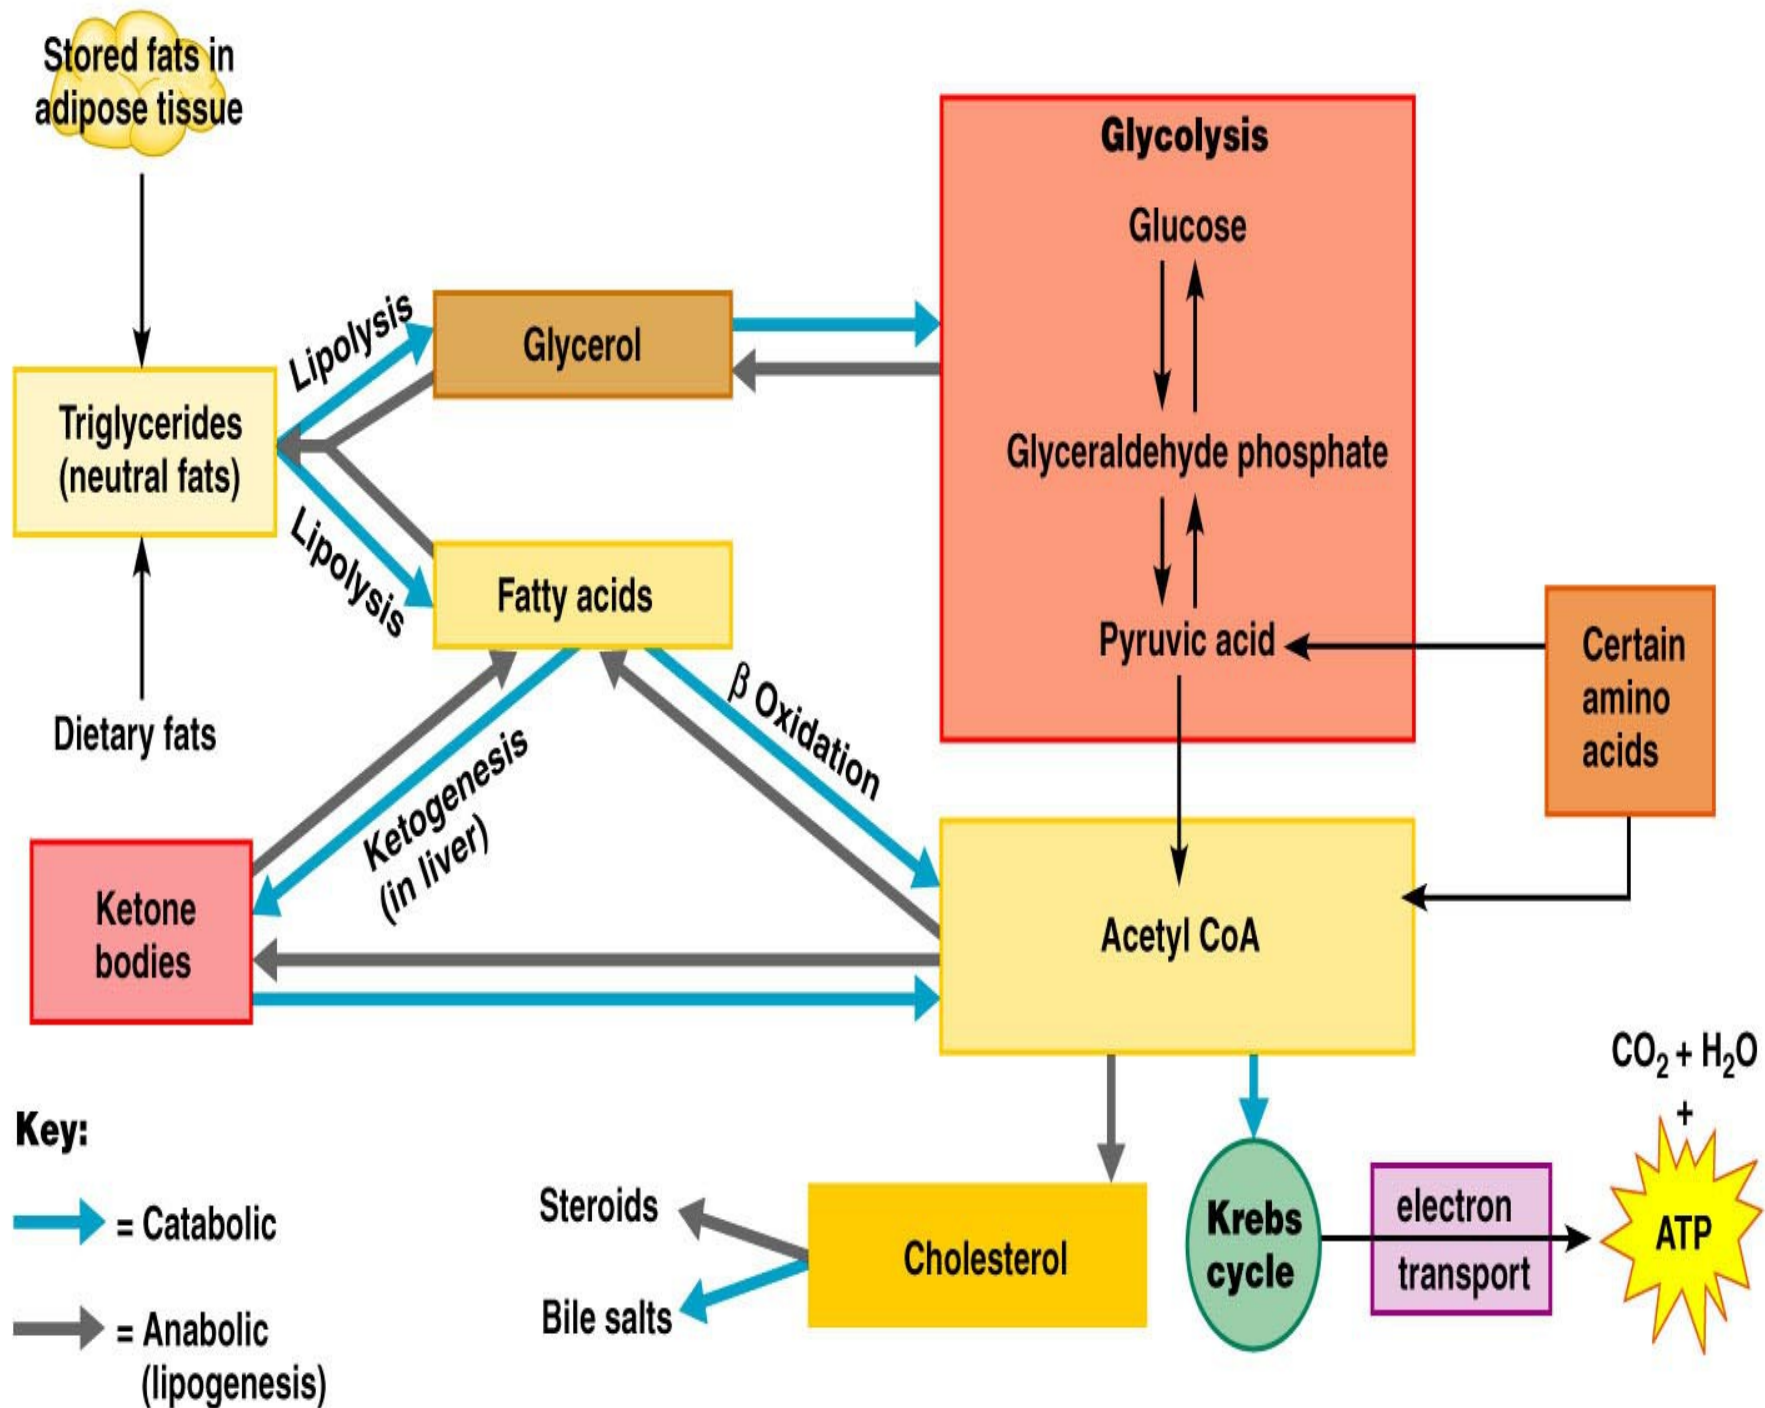 Stored fats in
adipose tissue
Glycolysis
Glucose
Lipolysis
Glycerol
Triglycerides
(neutral fats)
Glyceraldehyde phosphate
Lipolysis
Fatty acids
Pyruvic acid
Certain
amino
acids
β Oxidation
Dietary fats
Ketogenesis
(in liver)
Ketone
bodies
Acetyl CoA
CO₂ + H₂O
+
ATP
Key:
= Catabolic
= Anabolic
(lipogenesis)
Steroids
Bile salts
Cholesterol
Krebs
cycle
electron
transport